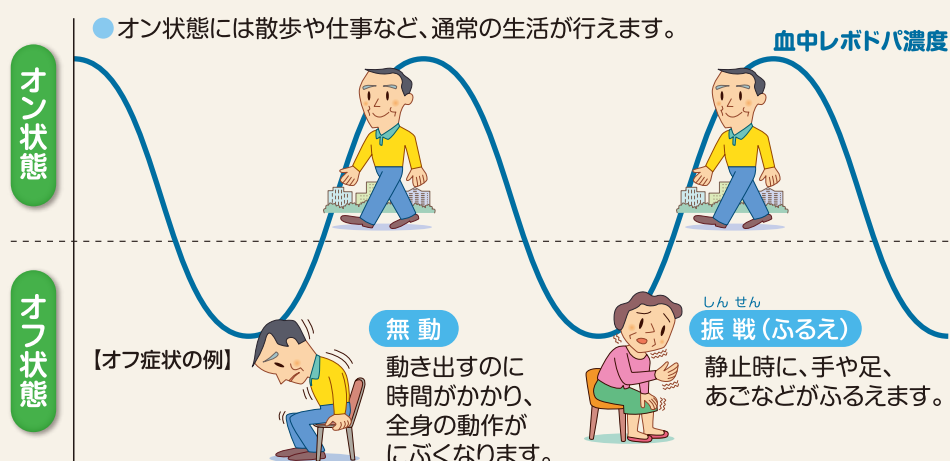 オン状態には散歩や仕事など、通常の生活が行えます。
血中レボドパ濃度
オン状態
オフ状態
【オフ症状の例】
無動
動き出すのに
時間がかかり、
全身の動作が
にぶくなります。
しんせん
振戦(ふるえ)
静止時に、手や足、
あごなどがふるえます。